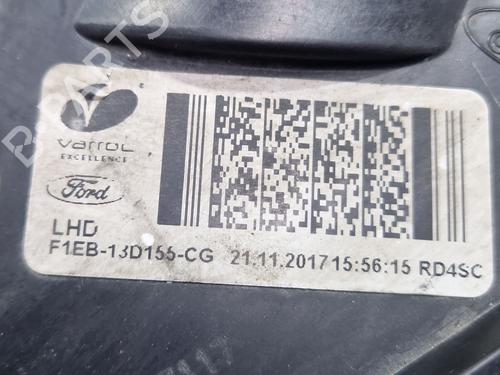 B-PARTS
varroc
EXCELLENCE
Ford
LHD
F1EB-13D155-CG 21.11.2017 15:56:15 RD4SC